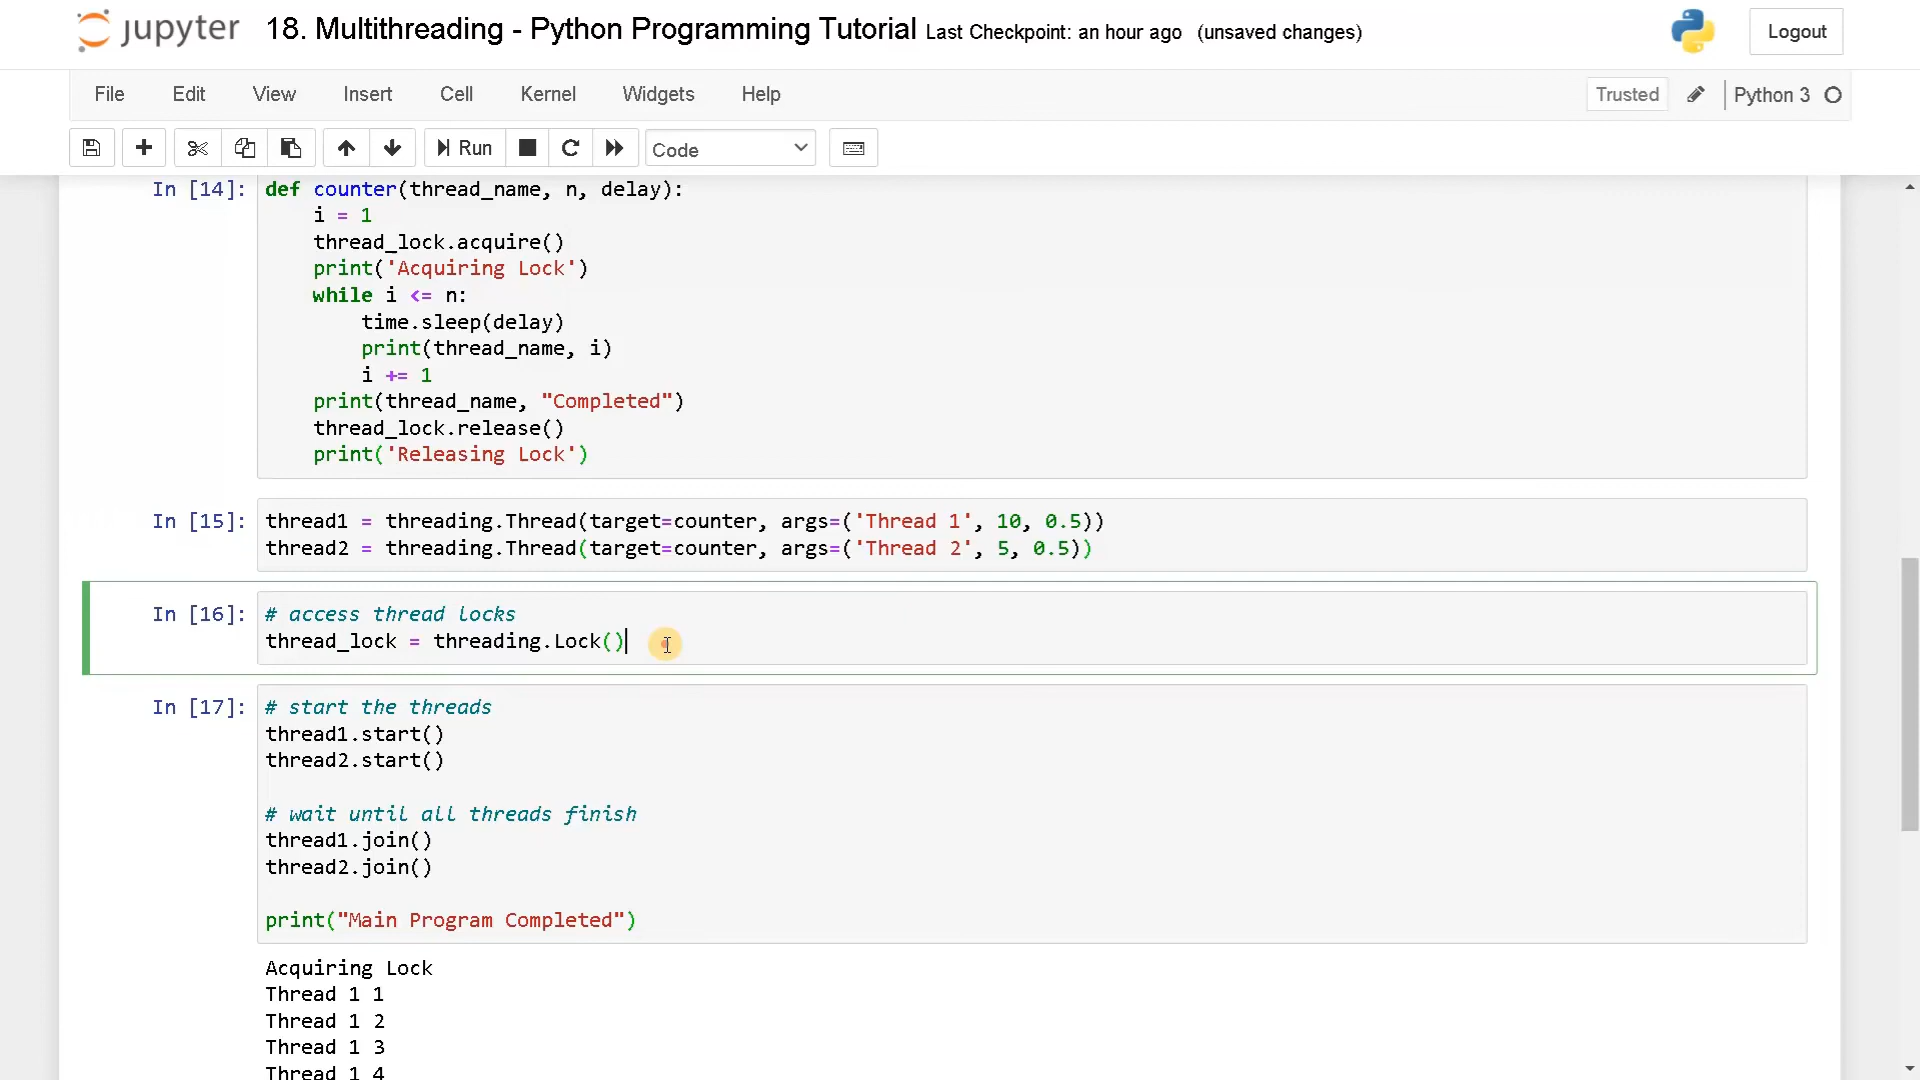 jupyter 18. Multithreading - Python Programming Tutorial Last Checkpoint: an hour ago (unsaved changes) Logout
File Edit View Insert Cell Kernel Widgets Help Trusted Python 3
Run Code
In [14]: def counter(thread_name, n, delay):
    i = 1
    thread_lock.acquire()
    print('Acquiring Lock')
    while i <= n:
        time.sleep(delay)
        print(thread_name, i)
        i += 1
    print(thread_name, "Completed")
    thread_lock.release()
    print('Releasing Lock')
In [15]: thread1 = threading.Thread(target=counter, args=('Thread 1', 10, 0.5))
thread2 = threading.Thread(target=counter, args=('Thread 2', 5, 0.5))
In [16]: # access thread locks
thread_lock = threading.Lock()
In [17]: # start the threads
thread1.start()
thread2.start()
# wait until all threads finish
thread1.join()
thread2.join()
print("Main Program Completed")
Acquiring Lock
Thread 1 1
Thread 1 2
Thread 1 3
Thread 1 4